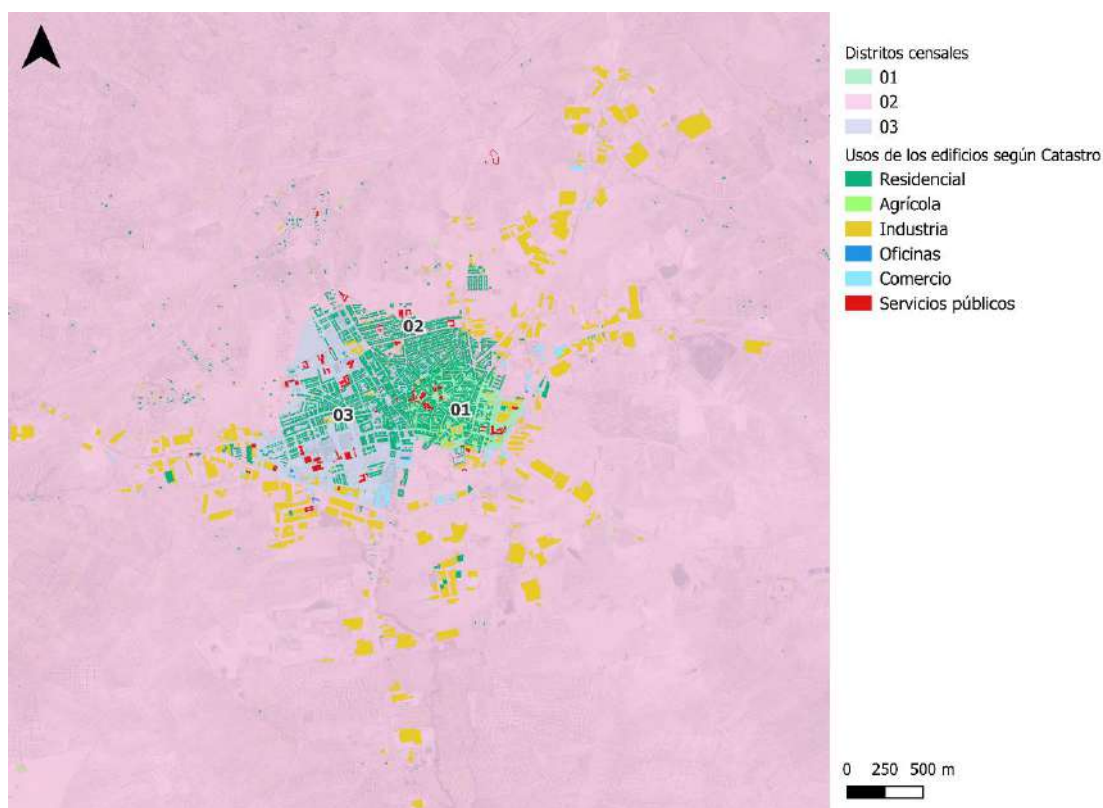 Distritos censales
01
02
03
Usos de los edificios según Catastro
Residencial
Agrícola
Industria
Oficinas
Comercio
Servicios públicos
02
03
01
0 250 500 m